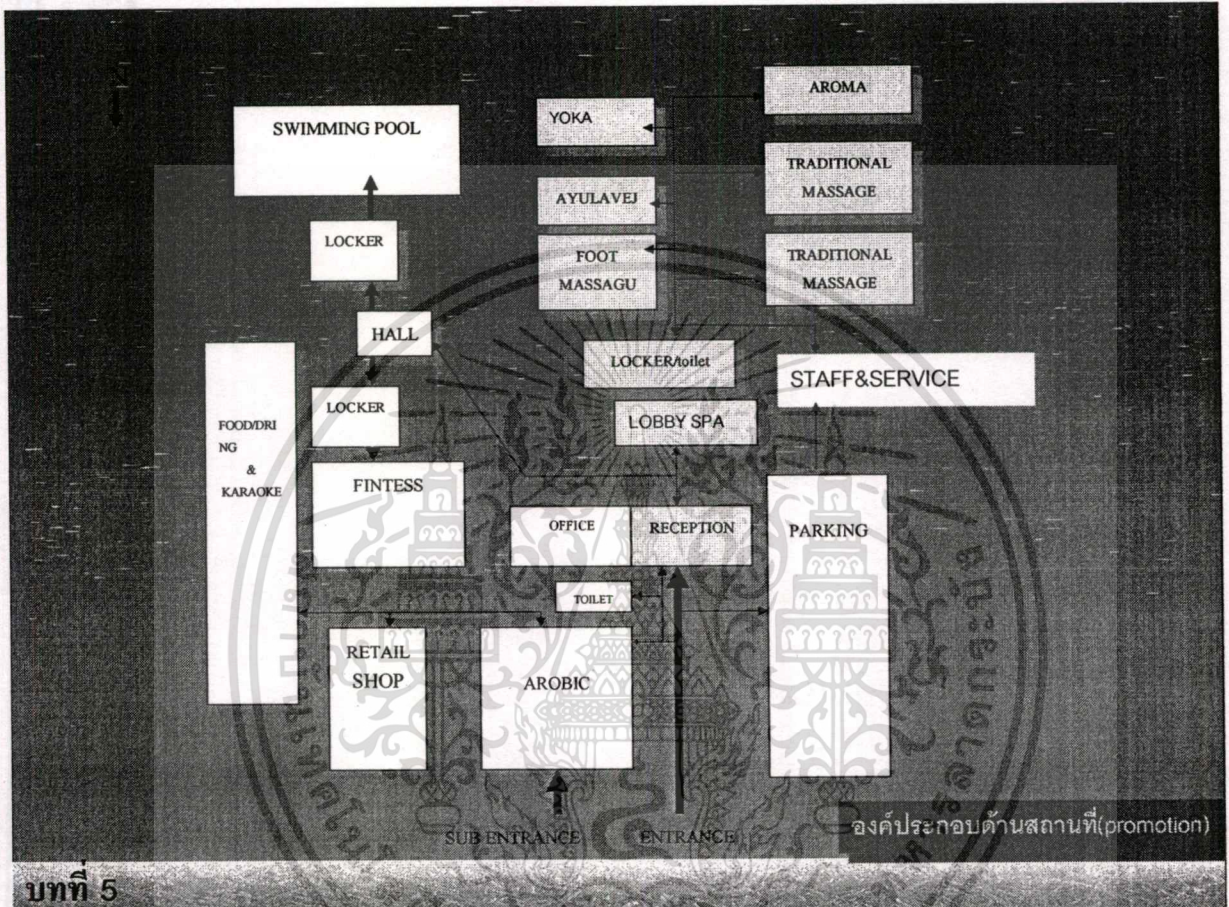 AROMA
YOKA
SWIMMING POOL
TRADITIONAL
MASSAGE
AYULAVEJ
LOCKER
FOOT
MASSAGU
TRADITIONAL
MASSAGE
HALL
LOCKER/toilet
STAFF&SERVICE
LOCKER
LOBBY SPA
FOOD/DRI
NG
&
KARAOKE
FINTESS
OFFICE
RECEPTION
PARKING
TOILET
RETAIL
SHOP
AROBIC
SUB ENTRANCE
ENTRANCE
องค์ประกอบด้านสถานที่(promotion)
บทที่ 5